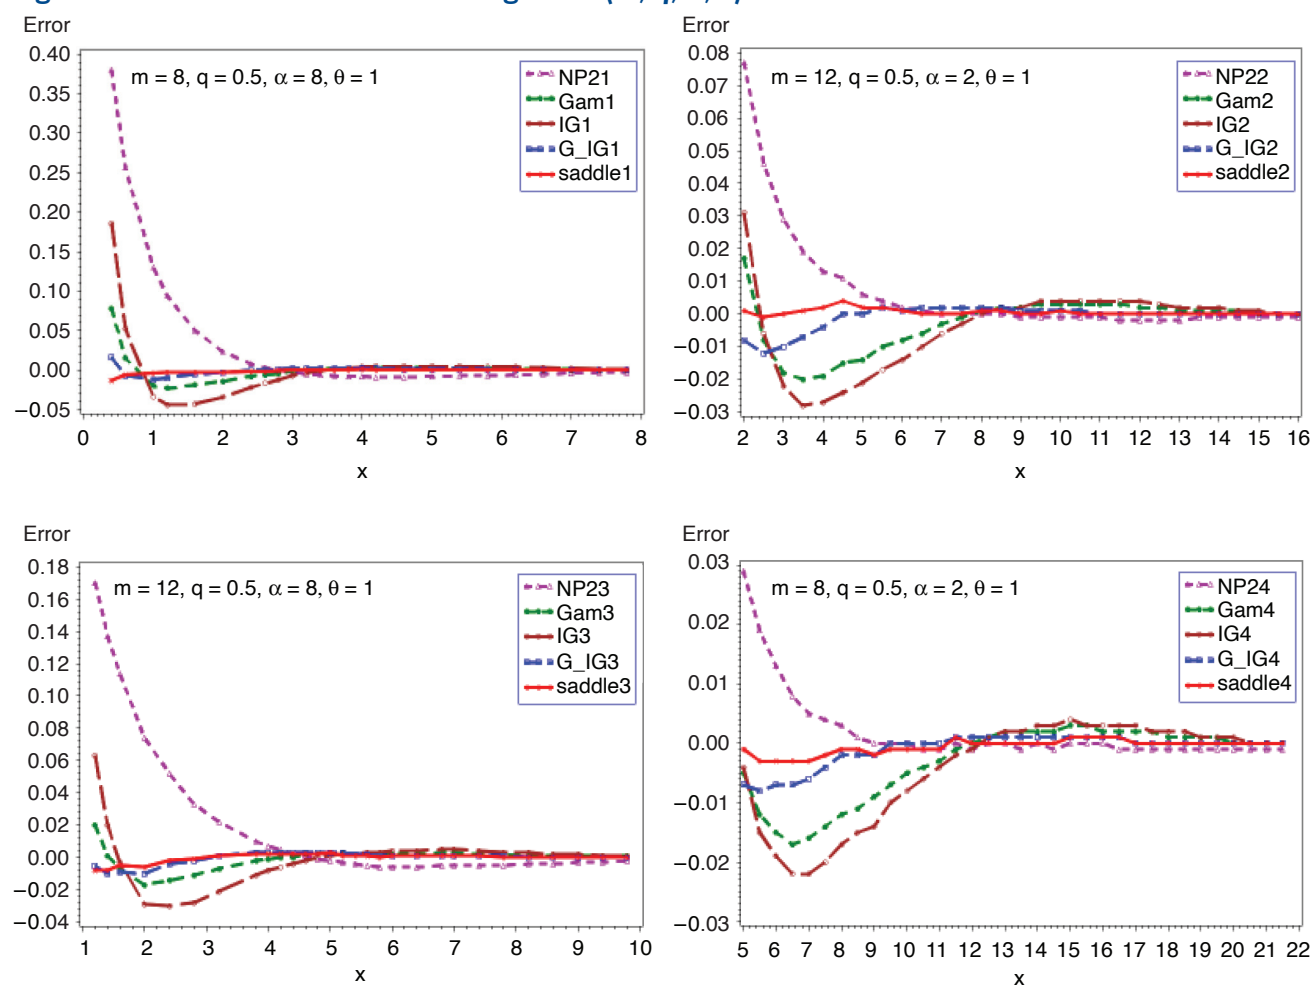 Error
0.40
0.35
0.30
0.25
0.20
0.15
0.10
0.05
0.00
−0.05
m = 8, q = 0.5, α = 8, θ = 1
NP21
Gam1
IG1
G_IG1
saddle1
0 1 2 3 4 5 6 7 8
x
Error
0.08
0.07
0.06
0.05
0.04
0.03
0.02
0.01
0.00
−0.01
−0.02
−0.03
m = 12, q = 0.5, α = 2, θ = 1
NP22
Gam2
IG2
G_IG2
saddle2
2 3 4 5 6 7 8 9 10 11 12 13 14 15 16
x
Error
0.18
0.16
0.14
0.12
0.10
0.08
0.06
0.04
0.02
0.00
−0.02
−0.04
m = 12, q = 0.5, α = 8, θ = 1
NP23
Gam3
IG3
G_IG3
saddle3
1 2 3 4 5 6 7 8 9 10
x
Error
0.03
0.02
0.01
0.00
−0.01
−0.02
−0.03
m = 8, q = 0.5, α = 2, θ = 1
NP24
Gam4
IG4
G_IG4
saddle4
5 6 7 8 9 10 11 12 13 14 15 16 17 18 19 20 21 22
x